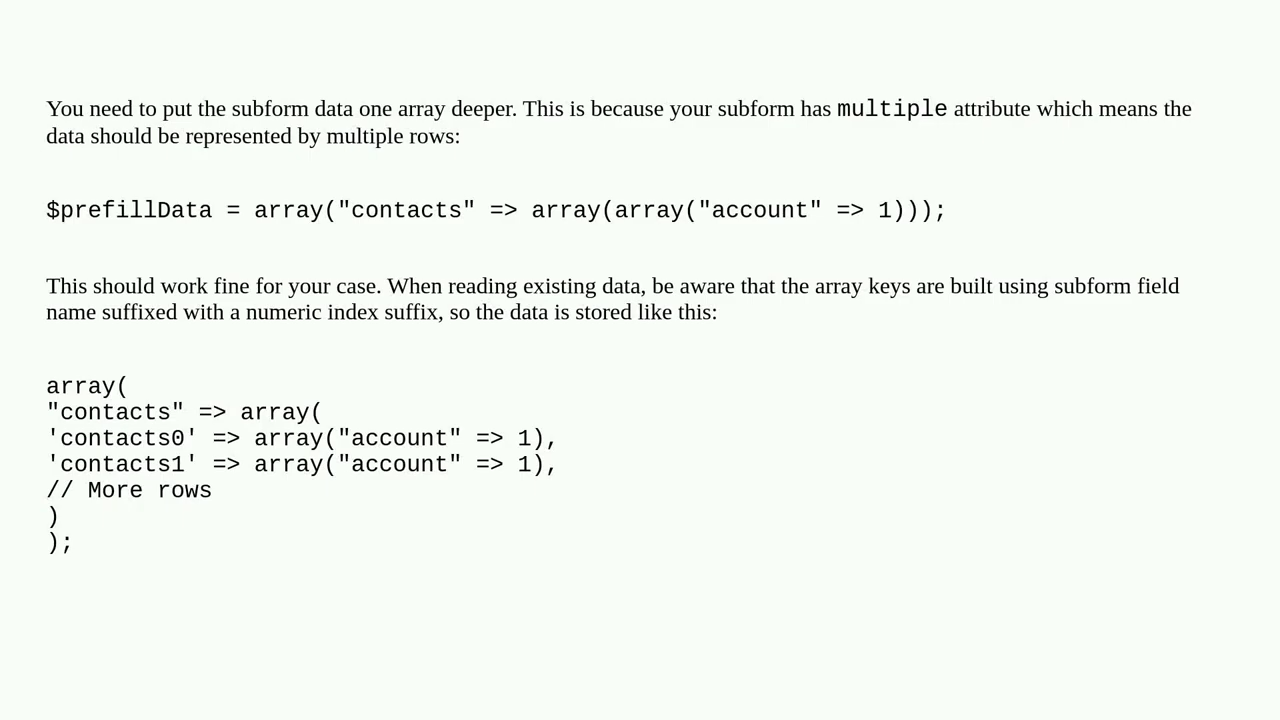 You need to put the subform data one array deeper. This is because your subform has multiple attribute which means the
data should be represented by multiple rows:
$prefillData = array("contacts" => array(array("account" => 1)));
This should work fine for your case. When reading existing data, be aware that the array keys are built using subform field
name suffixed with a numeric index suffix, so the data is stored like this:
array(
"contacts" => array(
'contacts0' => array("account" => 1),
'contacts1' => array("account" => 1),
// More rows
)
);